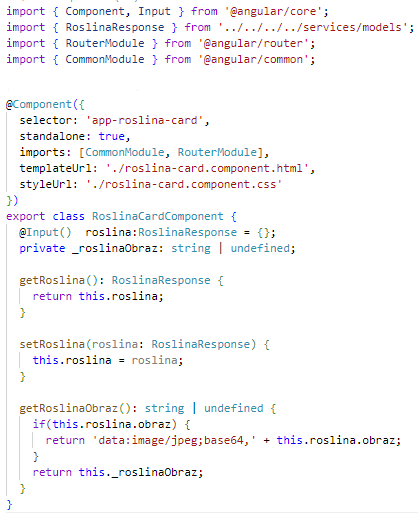 import { Component, Input } from '@angular/core';
import { RoslinaResponse } from '../../../../services/models';
import { RouterModule } from '@angular/router';
import { CommonModule } from '@angular/common';
@Component({
  selector: 'app-roslina-card',
  standalone: true,
  imports: [CommonModule, RouterModule],
  templateUrl: './roslina-card.component.html',
  styleUrl: './roslina-card.component.css'
})
export class RoslinaCardComponent {
  @Input()  roslina:RoslinaResponse = {};
  private _roslinaObraz: string | undefined;
  getRoslina(): RoslinaResponse {
    return this.roslina;
  }
  setRoslina(roslina: RoslinaResponse) {
    this.roslina = roslina;
  }
  getRoslinaObraz(): string | undefined {
    if(this.roslina.obraz) {
      return 'data:image/jpeg;base64,' + this.roslina.obraz;
    }
    return this._roslinaObraz;
  }
}